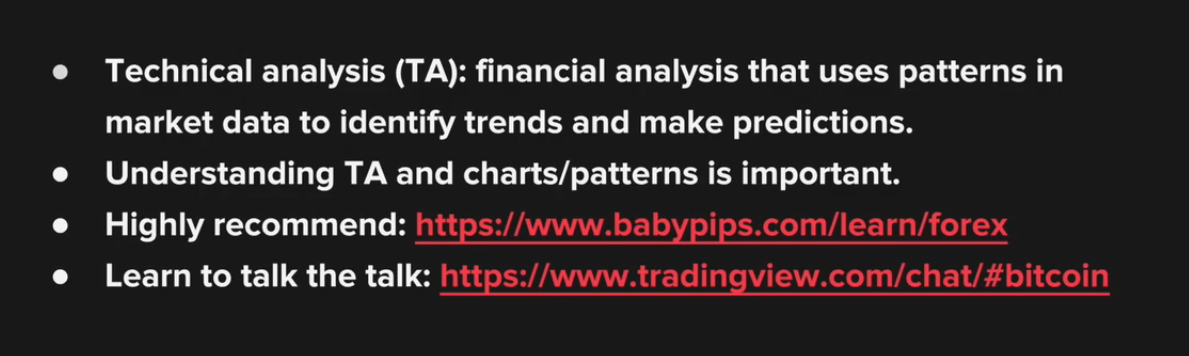 ● Technical analysis (TA): financial analysis that uses patterns in
market data to identify trends and make predictions.
● Understanding TA and charts/patterns is important.
● Highly recommend: https://www.babypips.com/learn/forex
● Learn to talk the talk: https://www.tradingview.com/chat/#bitcoin